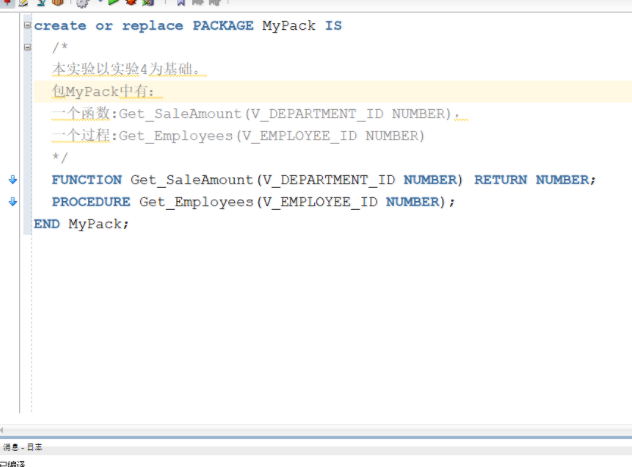 create or replace PACKAGE MyPack IS
/*
本实验以实验4为基础。
包MyPack中有:
一个函数:Get_SaleAmount(V_DEPARTMENT_ID NUMBER),
一个过程:Get_Employees(V_EMPLOYEE_ID NUMBER)
*/
FUNCTION Get_SaleAmount(V_DEPARTMENT_ID NUMBER) RETURN NUMBER;
PROCEDURE Get_Employees(V_EMPLOYEE_ID NUMBER);
END MyPack;
消息 - 日志
已编译